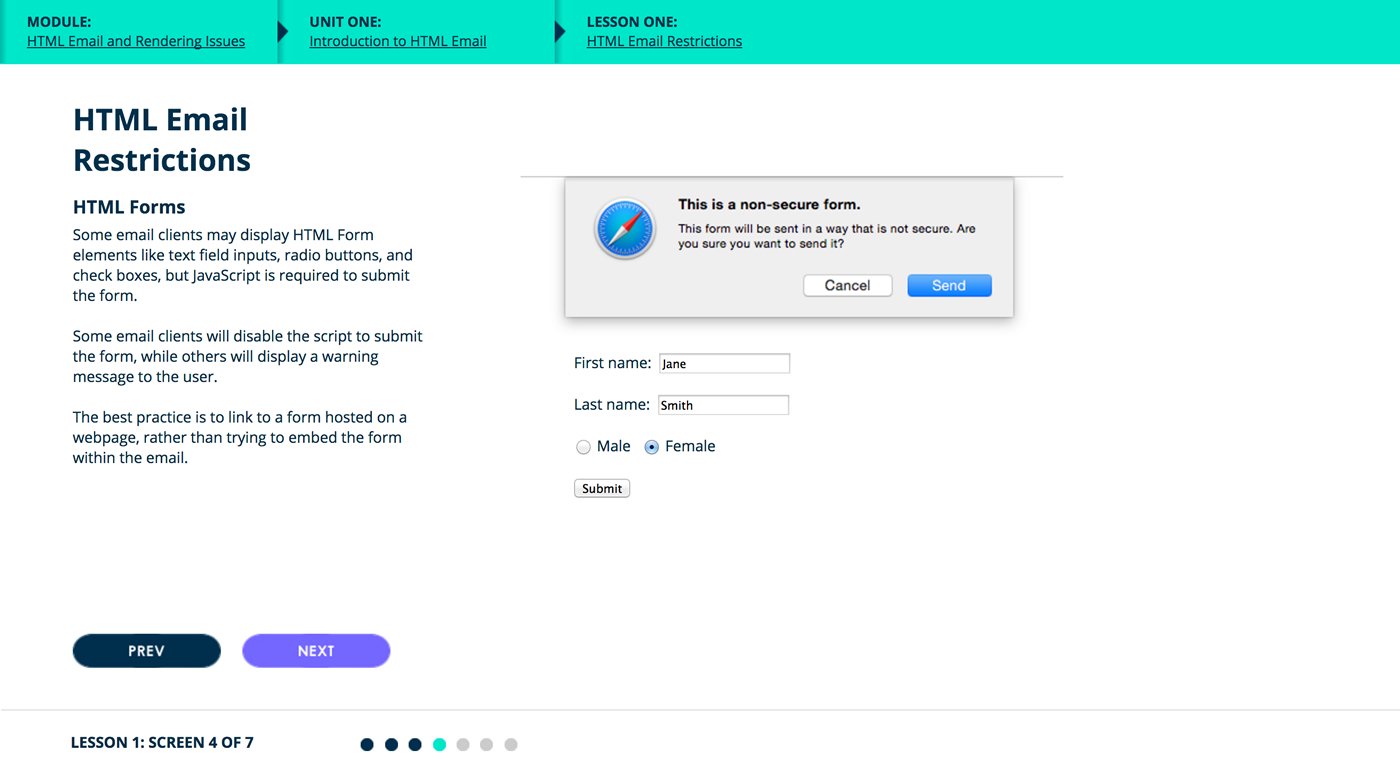 MODULE:
HTML Email and Rendering Issues
UNIT ONE:
Introduction to HTML Email
LESSON ONE:
HTML Email Restrictions
HTML Email
Restrictions
HTML Forms
Some email clients may display HTML Form
elements like text field inputs, radio buttons, and
check boxes, but JavaScript is required to submit
the form.
Some email clients will disable the script to submit
the form, while others will display a warning
message to the user.
The best practice is to link to a form hosted on a
webpage, rather than trying to embed the form
within the email.
This is a non-secure form.
This form will be sent in a way that is not secure. Are
you sure you want to send it?
Cancel Send
First name: Jane
Last name: Smith
Male Female
Submit
PREV NEXT
LESSON 1: SCREEN 4 OF 7